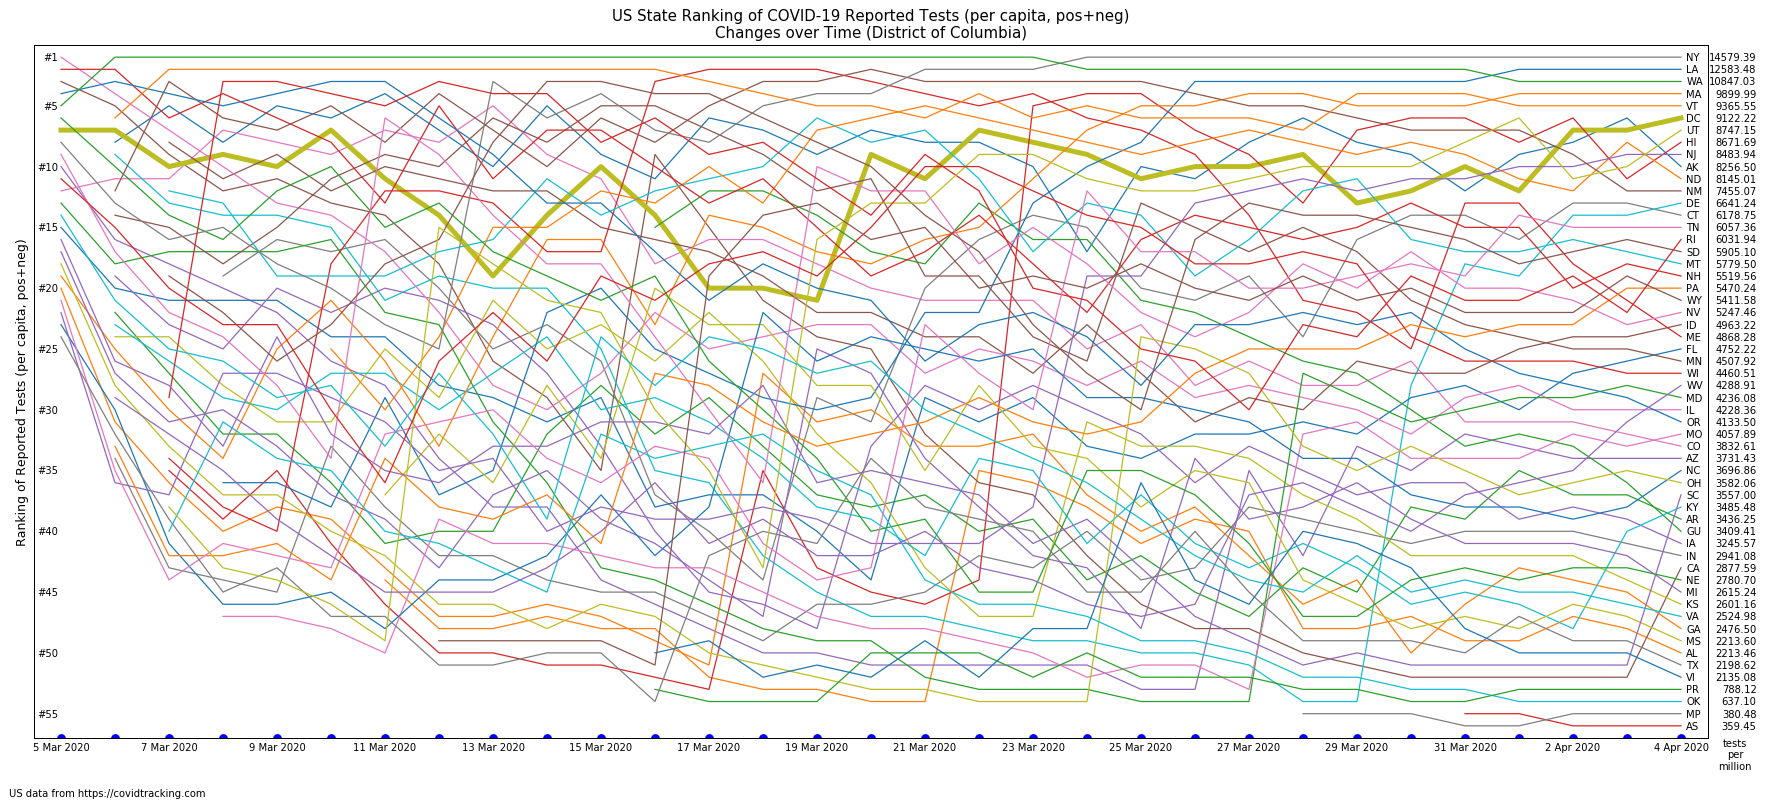 US State Ranking of COVID-19 Reported Tests (per capita, pos+neg)
Changes over Time (District of Columbia)
Ranking of Reported Tests (per capita, pos+neg)
#1
#5
#10
#15
#20
#25
#30
#35
#40
#45
#50
#55
NY 14579.39
LA 12583.48
WA 10847.03
MA 9899.99
VT 9365.55
DC 9122.22
UT 8747.15
HI 8671.69
NJ 8483.94
AK 8256.50
ND 8145.01
NM 7455.07
DE 6641.24
CT 6178.75
TN 6057.36
RI 6031.94
SD 5905.10
MT 5779.50
NH 5519.56
PA 5470.24
WY 5411.58
NV 5247.46
ID 4963.22
ME 4868.28
FL 4752.22
MN 4507.92
WI 4460.51
WV 4288.91
MD 4236.08
IL 4228.36
OR 4133.50
MO 4057.89
CO 3832.61
AZ 3731.43
NC 3696.86
OH 3582.06
SC 3557.00
KY 3485.48
AR 3436.25
GU 3409.41
IA 3245.57
IN 2941.08
CA 2877.59
NE 2780.70
MI 2615.24
KS 2601.16
VA 2524.98
GA 2476.50
MS 2213.60
AL 2213.46
TX 2198.62
VI 2135.08
PR 788.12
OK 637.10
MP 380.48
AS 359.45
5 Mar 2020 7 Mar 2020 9 Mar 2020 11 Mar 2020 13 Mar 2020 15 Mar 2020 17 Mar 2020 19 Mar 2020 21 Mar 2020 23 Mar 2020 25 Mar 2020 27 Mar 2020 29 Mar 2020 31 Mar 2020 2 Apr 2020 4 Apr 2020
tests
per
million
US data from https://covidtracking.com